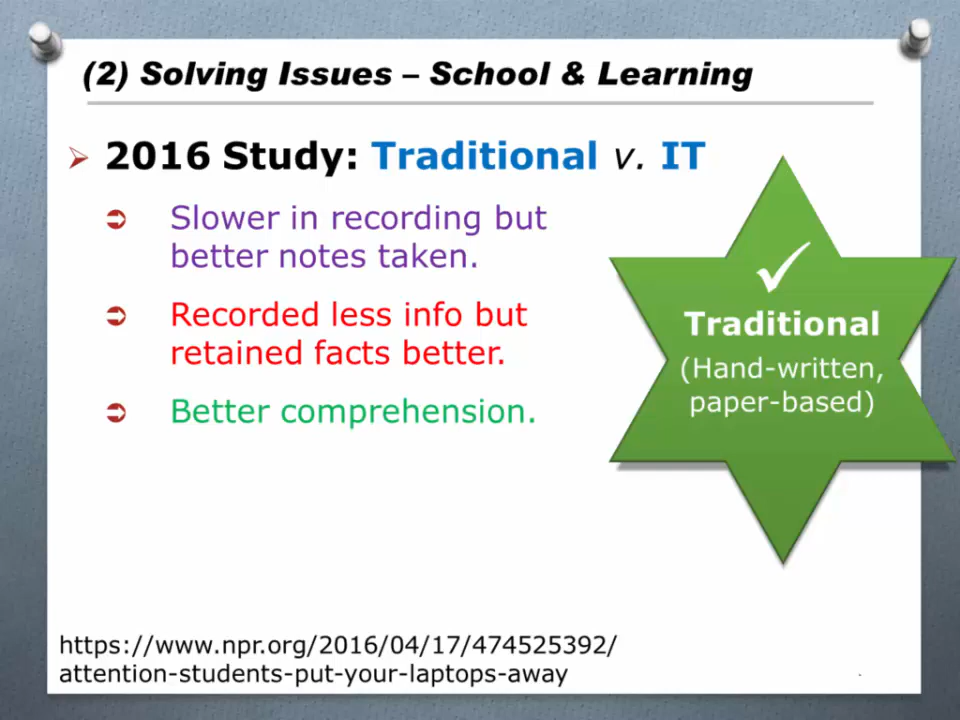 (2) Solving Issues – School & Learning
2016 Study: Traditional v. IT
Slower in recording but
better notes taken.
Recorded less info but
retained facts better.
Better comprehension.
Traditional
(Hand-written,
paper-based)
https://www.npr.org/2016/04/17/474525392/
attention-students-put-your-laptops-away